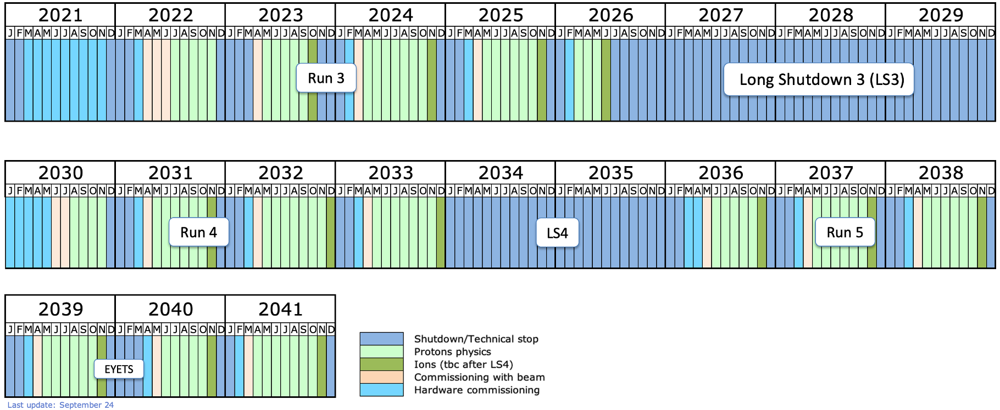 2021 2022 2023 2024 2025 2026 2027 2028 2029
J F M A M J J A S O N D J F M A M J J A S O N D J F M A M J J A S O N D J F M A M J J A S O N D J F M A M J J A S O N D J F M A M J J A S O N D J F M A M J J A S O N D J F M A M J J A S O N D J F M A M J J A S O N D
Run 3 Long Shutdown 3 (LS3)
2030 2031 2032 2033 2034 2035 2036 2037 2038
J F M A M J J A S O N D J F M A M J J A S O N D J F M A M J J A S O N D J F M A M J J A S O N D J F M A M J J A S O N D J F M A M J J A S O N D J F M A M J J A S O N D J F M A M J J A S O N D J F M A M J J A S O N D
Run 4 LS4 Run 5
2039 2040 2041
J F M A M J J A S O N D J F M A M J J A S O N D J F M A M J J A S O N D
EYETS
Shutdown/Technical stop
Protons physics
Ions (tbc after LS4)
Commissioning with beam
Hardware commissioning
Last update: September 24